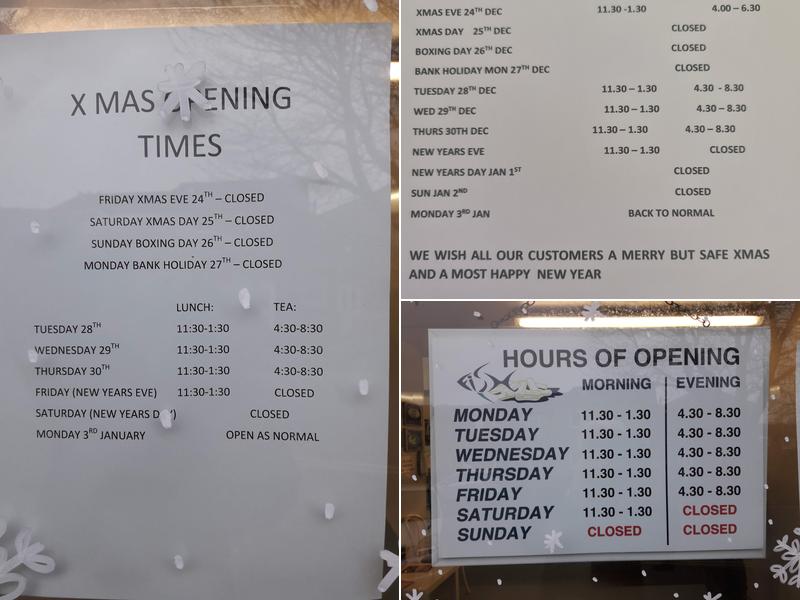 X MAS OPENING
TIMES
FRIDAY XMAS EVE 24TH – CLOSED
SATURDAY XMAS DAY 25TH – CLOSED
SUNDAY BOXING DAY 26TH – CLOSED
MONDAY BANK HOLIDAY 27TH – CLOSED
LUNCH: TEA:
TUESDAY 28TH 11:30-1:30 4:30-8:30
WEDNESDAY 29TH 11:30-1:30 4:30-8:30
THURSDAY 30TH 11:30-1:30 4:30-8:30
FRIDAY (NEW YEARS EVE) 11:30-1:30 CLOSED
SATURDAY (NEW YEARS DAY) CLOSED
MONDAY 3RD JANUARY OPEN AS NORMAL
XMAS EVE 24TH DEC 11.30 -1.30 4.00 – 6.30
XMAS DAY 25TH DEC CLOSED
BOXING DAY 26TH DEC CLOSED
BANK HOLIDAY MON 27TH DEC CLOSED
TUESDAY 28TH DEC 11.30 – 1.30 4.30 - 8.30
WED 29TH DEC 11.30 – 1.30 4.30 – 8.30
THURS 30TH DEC 11.30 – 1.30 4.30 – 8.30
NEW YEARS EVE 11.30 – 1.30 CLOSED
NEW YEARS DAY JAN 1ST CLOSED
SUN JAN 2ND CLOSED
MONDAY 3RD JAN BACK TO NORMAL
WE WISH ALL OUR CUSTOMERS A MERRY BUT SAFE XMAS
AND A MOST HAPPY NEW YEAR
HOURS OF OPENING
MORNING EVENING
MONDAY 11.30 - 1.30 4.30 - 8.30
TUESDAY 11.30 - 1.30 4.30 - 8.30
WEDNESDAY 11.30 - 1.30 4.30 - 8.30
THURSDAY 11.30 - 1.30 4.30 - 8.30
FRIDAY 11.30 - 1.30 4.30 - 8.30
SATURDAY 11.30 - 1.30 CLOSED
SUNDAY CLOSED CLOSED